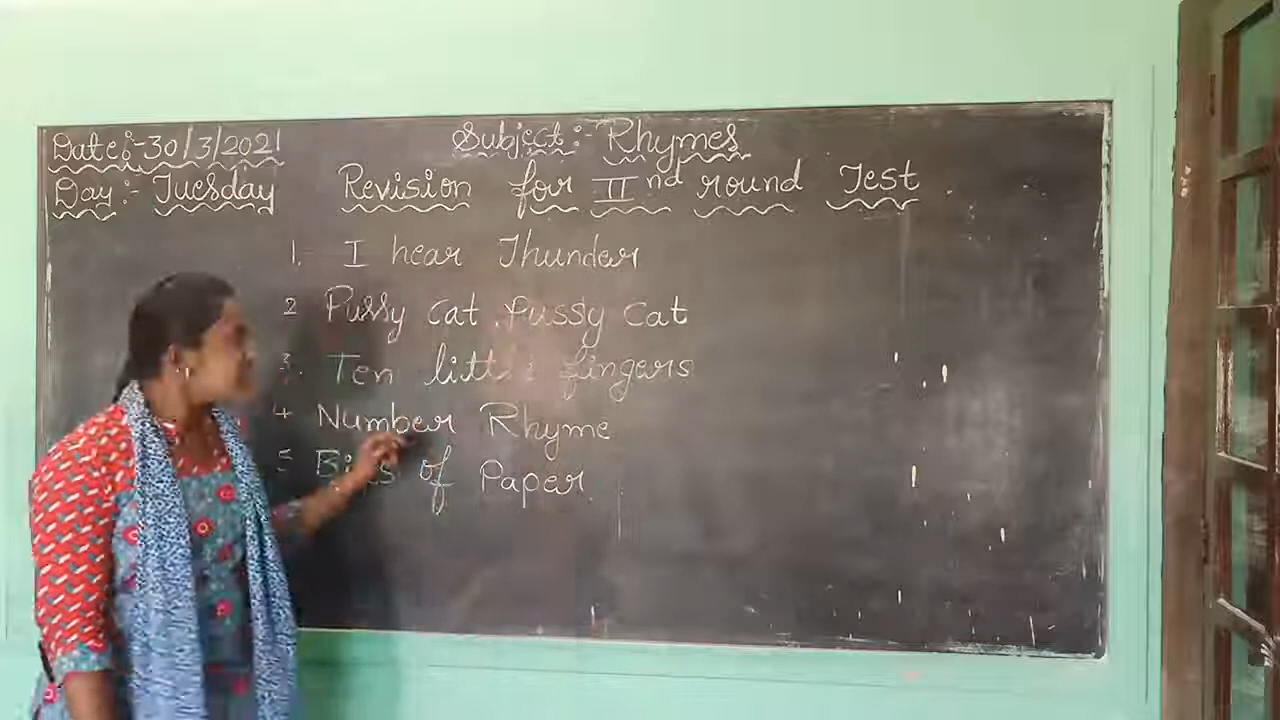 Date:-30/3/2021
Subject:- Rhymes
Day:- Tuesday
Revision for IInd round Test.
1. I hear Thunder
2 Pussy cat, Pussy Cat
3. Ten little fingers
4 Number Rhyme
5 Bits of Paper